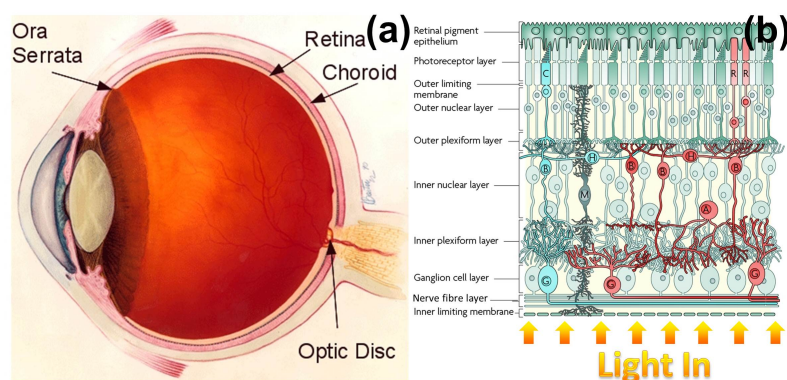 (a)
Ora
Serrata
Retina
Choroid
Optic Disc
(b)
Retinal pigment
epithelium
Photoreceptor layer
Outer limiting
membrane
Outer nuclear layer
Outer plexiform layer
Inner nuclear layer
Inner plexiform layer
Ganglion cell layer
Nerve fibre layer
Inner limiting membrane
C
R R
H
H
B
B
B
B
M
A
G
G
G
Light In